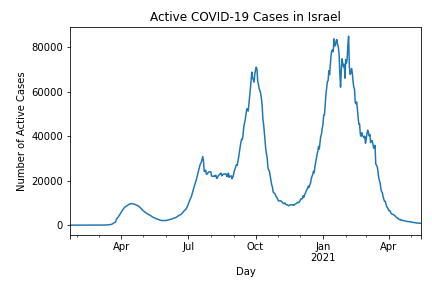 Active COVID-19 Cases in Israel
Number of Active Cases
80000
60000
40000
20000
0
Apr
Jul
Oct
Jan
2021
Apr
Day